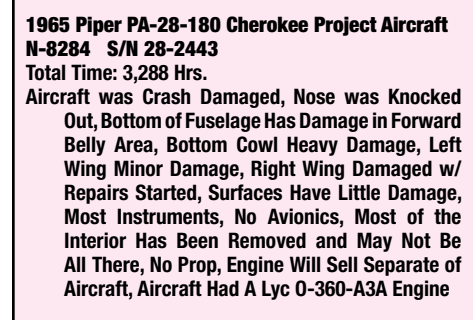 1965 Piper PA-28-180 Cherokee Project Aircraft
N-8284   S/N 28-2443
Total Time: 3,288 Hrs.
Aircraft was Crash Damaged, Nose was Knocked
Out, Bottom of Fuselage Has Damage in Forward
Belly Area, Bottom Cowl Heavy Damage, Left
Wing Minor Damage, Right Wing Damaged w/
Repairs Started, Surfaces Have Little Damage,
Most Instruments, No Avionics, Most of the
Interior Has Been Removed and May Not Be
All There, No Prop, Engine Will Sell Separate of
Aircraft, Aircraft Had A Lyc O-360-A3A Engine